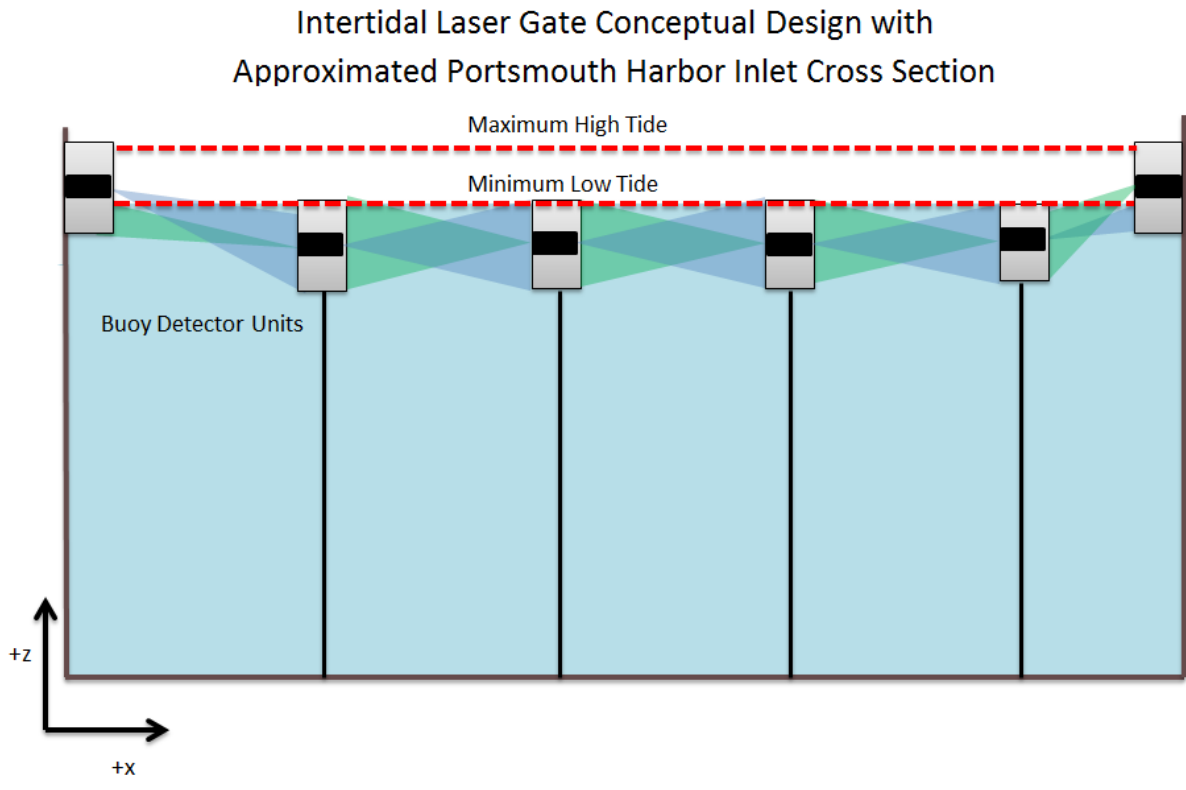 Intertidal Laser Gate Conceptual Design with
Approximated Portsmouth Harbor Inlet Cross Section
Maximum High Tide
Minimum Low Tide
Buoy Detector Units
+z
+x